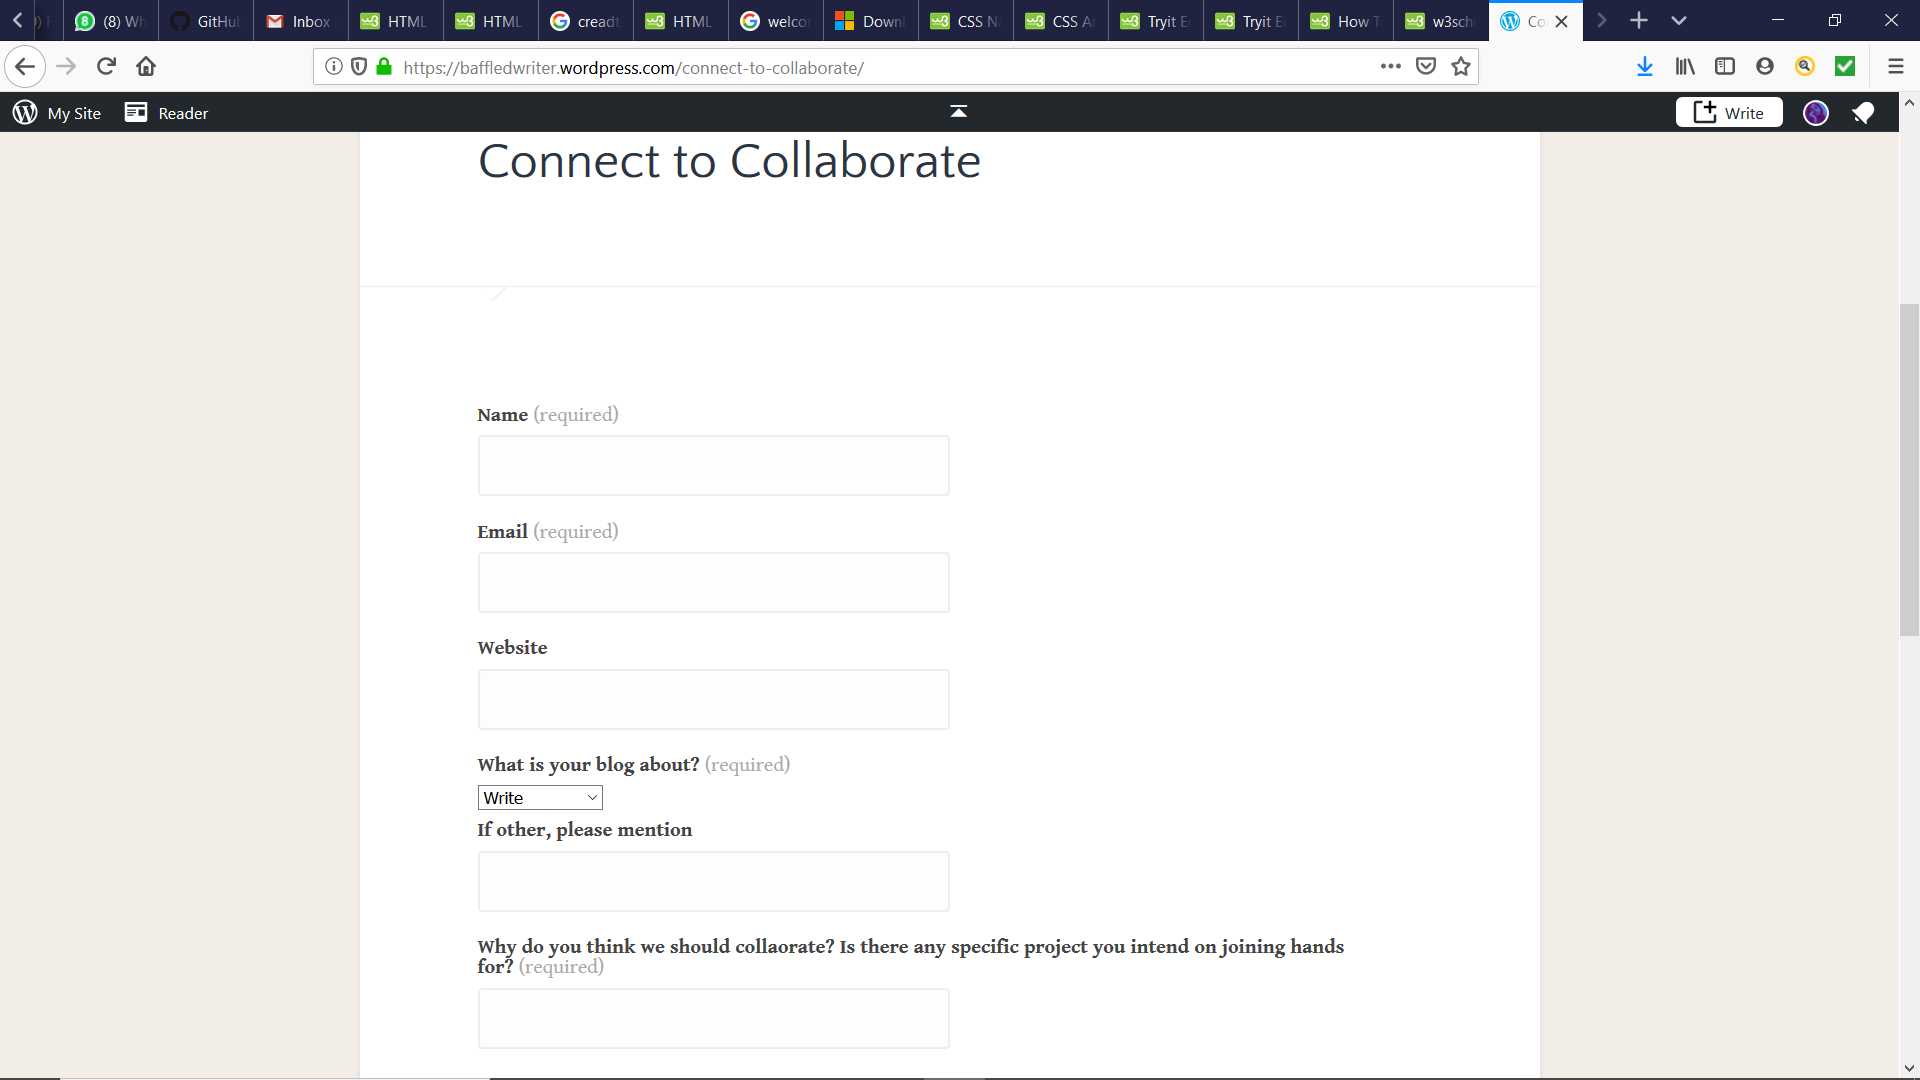 (8) Wh
GitHu
Inbox
HTML
HTML
creadt
HTML
welco
Down
CSS
CSS A
Tryit E
Tryit E
How T
w3sch
Co
https://baffledwriter.wordpress.com/connect-to-collaborate/
My Site
Reader
Write
Connect to Collaborate
Name (required)
Email (required)
Website
What is your blog about? (required)
Write
If other, please mention
Why do you think we should collaorate? Is there any specific project you intend on joining hands
for? (required)